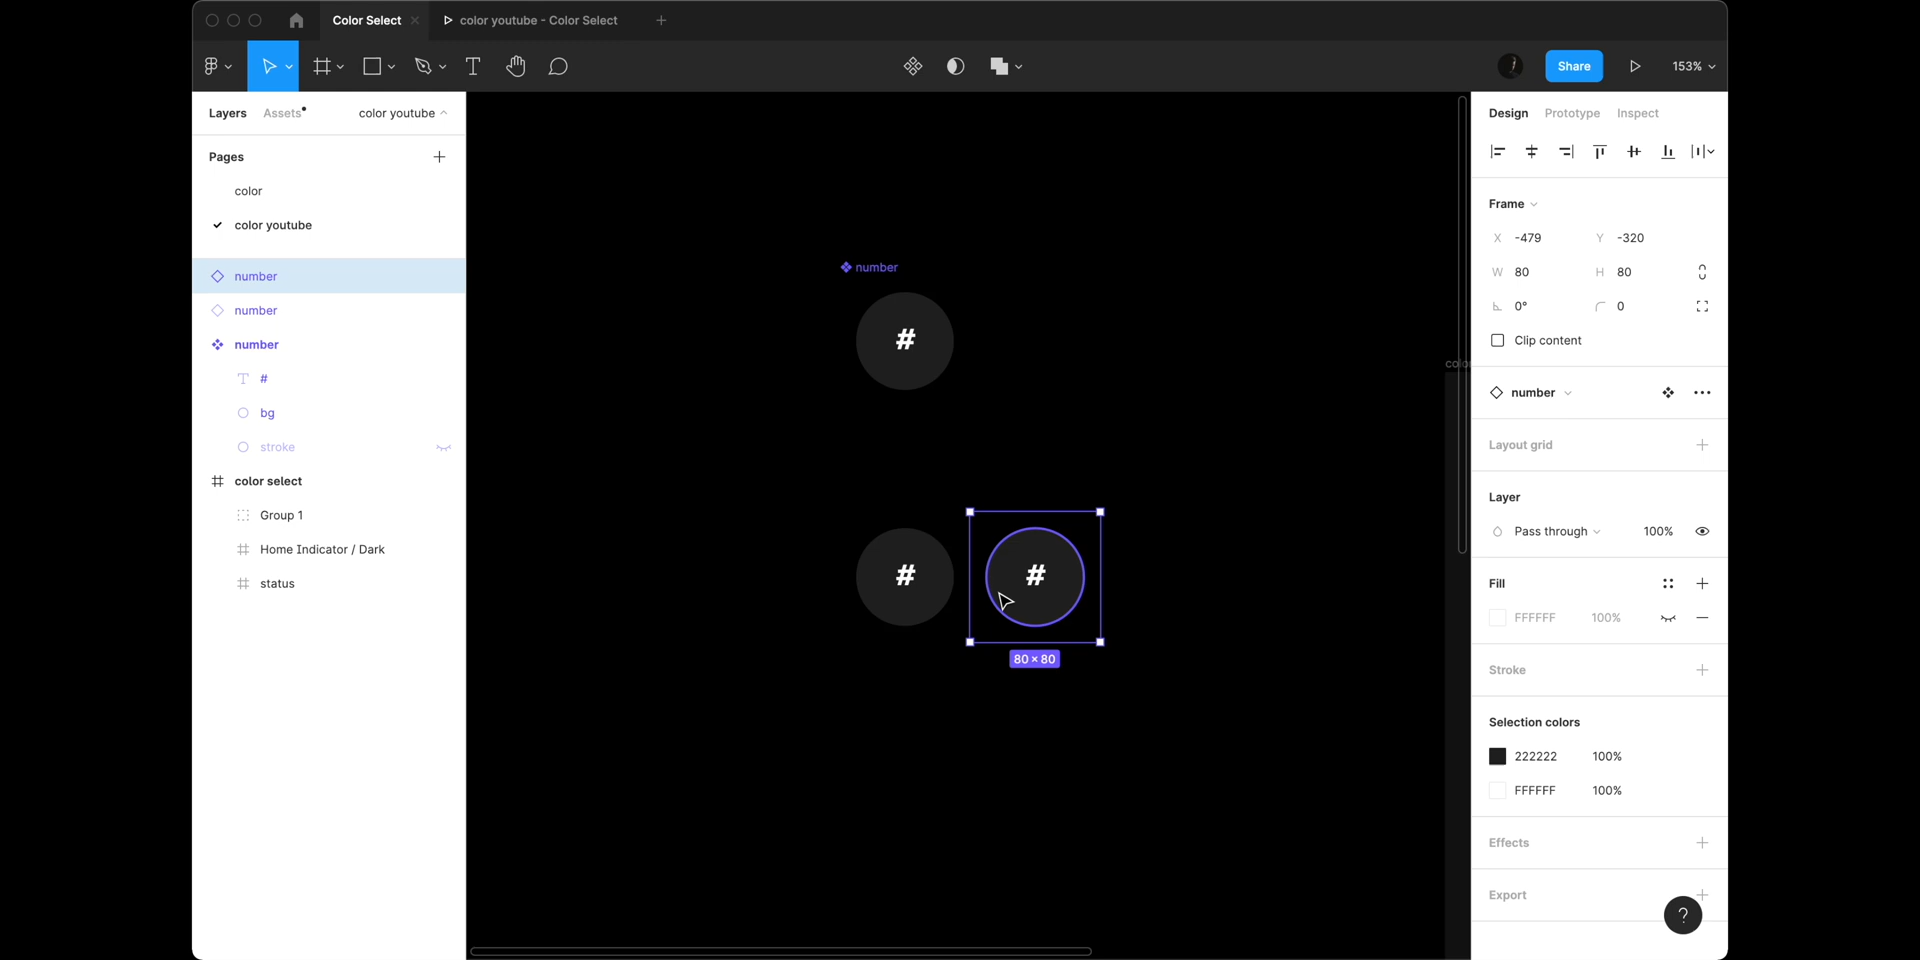 Color Select
color youtube - Color Select
Share
153%
Layers
Assets
color youtube
Pages
color
color youtube
number
number
number
#
bg
stroke
color select
Group 1
Home Indicator / Dark
status
number
#
#
#
80 × 80
Design
Prototype
Inspect
Frame
X -479
Y -320
W 80
H 80
0°
0
Clip content
number
Layout grid
Layer
Pass through
100%
Fill
FFFFFF
100%
Stroke
Selection colors
222222
100%
FFFFFF
100%
Effects
Export
?